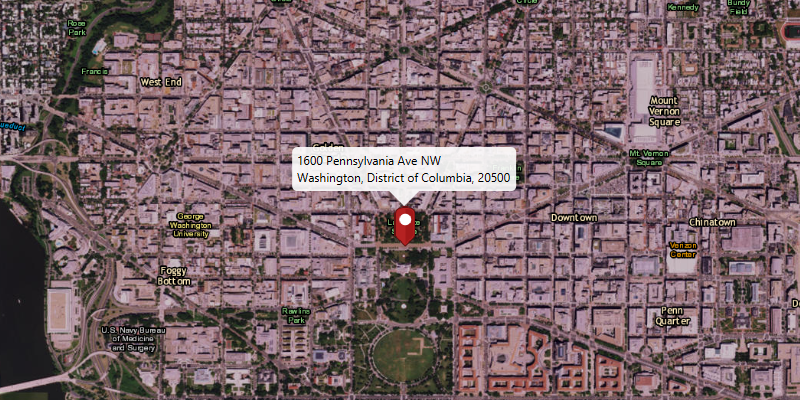 Kennedy
Bundy
Field
Rose
Park
Francis
West End
Mount
Vernon
Square
Mt. Vernon
Square
1600 Pennsylvania Ave NW
Washington, District of Columbia, 20500
George
Washington
University
Downtown
Chinatown
Verizon
Center
Foggy
Bottom
Rawlins
Park
Penn
Quarter
U.S. Navy Bureau
of Medicine
and Surgery